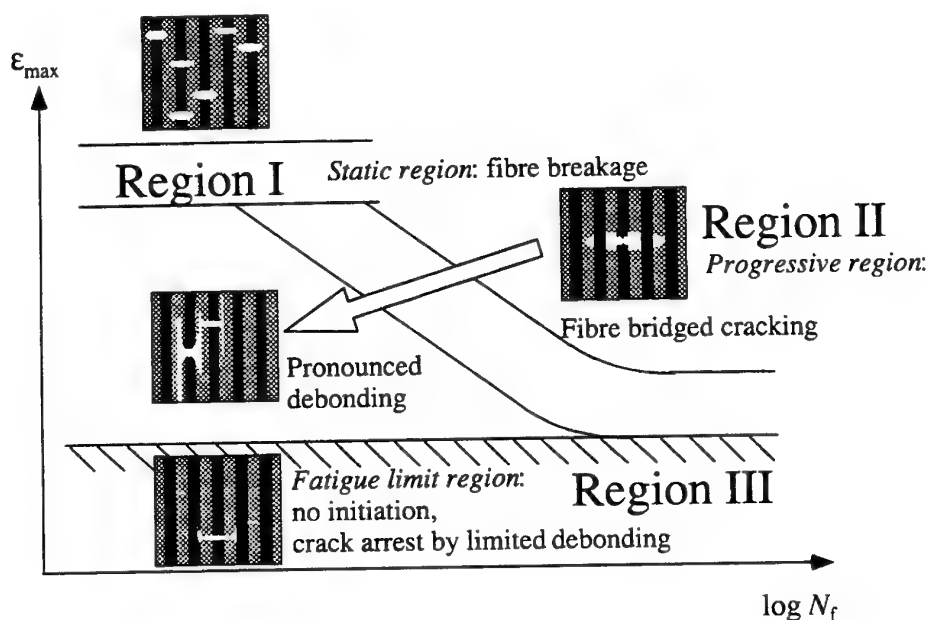 ε_max
Region I
Static region: fibre breakage
Region II
Progressive region:
Fibre bridged cracking
Pronounced
debonding
Fatigue limit region:
no initiation,
crack arrest by limited debonding
Region III
log N_f